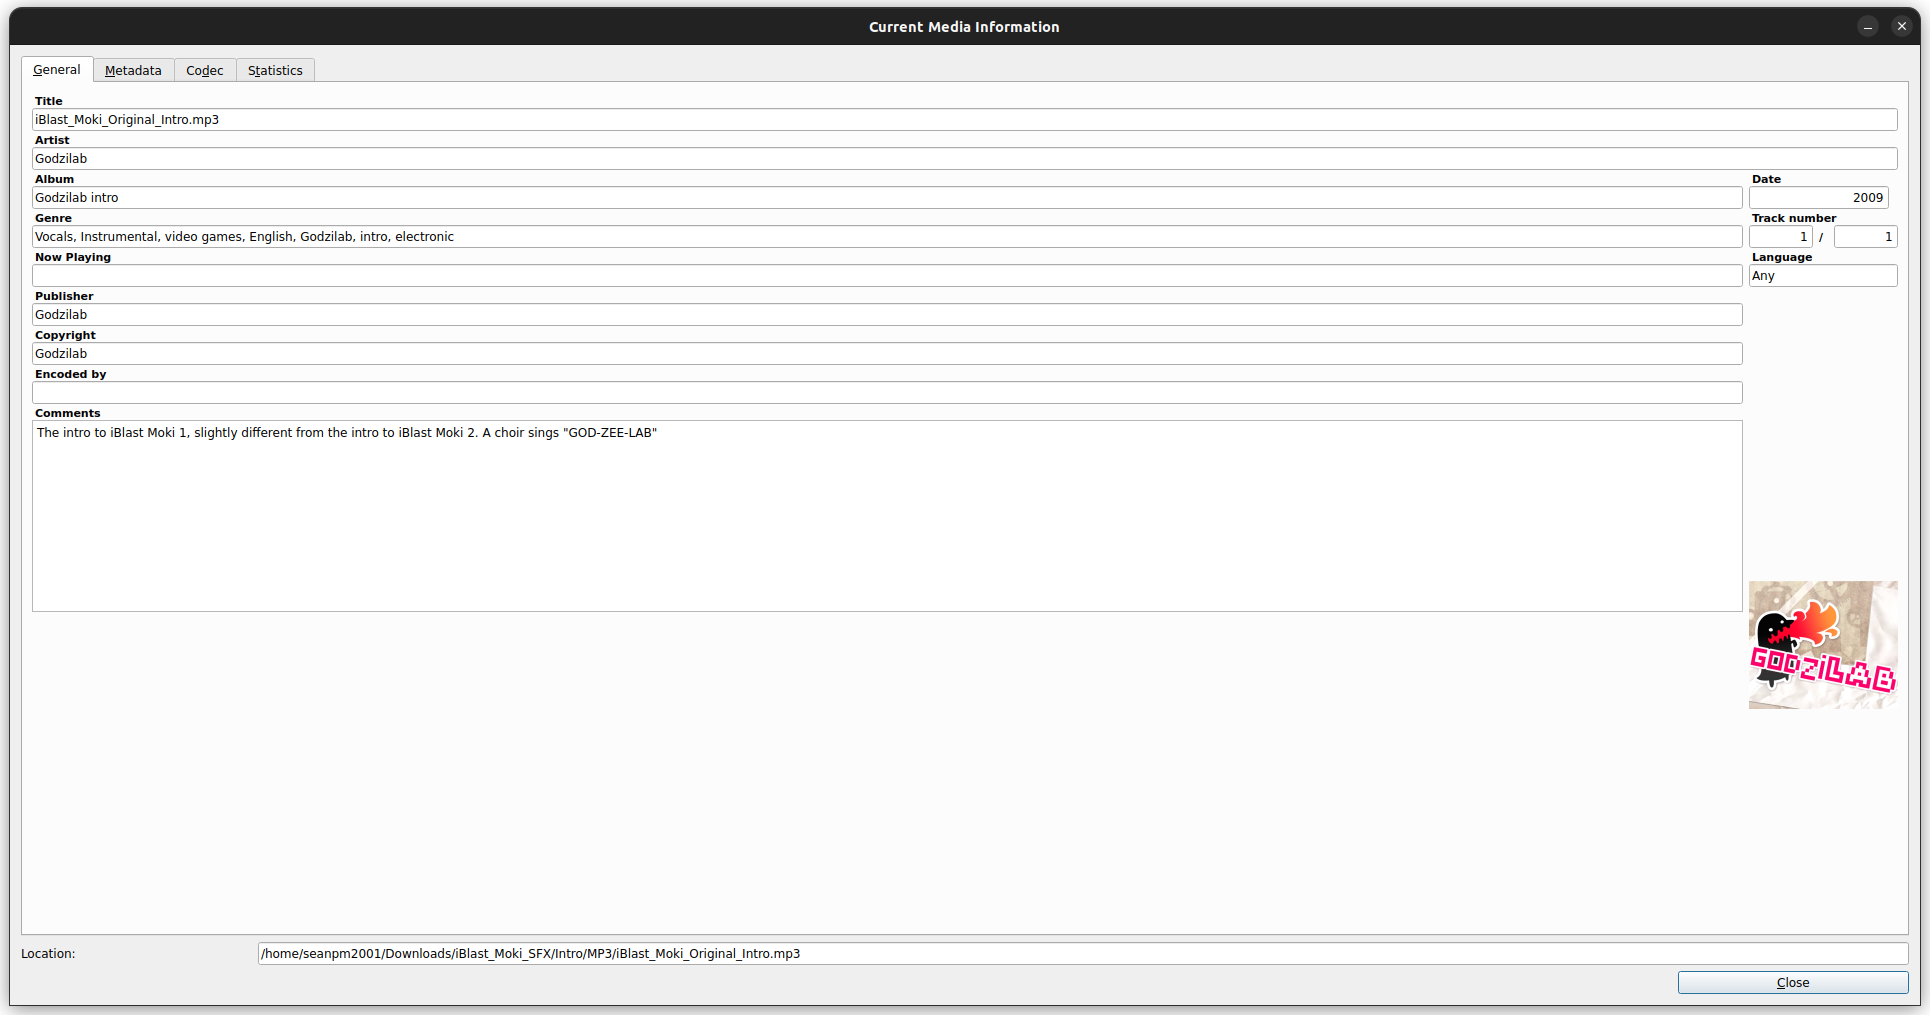 Current Media Information
General Metadata Codec Statistics
Title
iBlast_Moki_Original_Intro.mp3
Artist
Godzilab
Album
Godzilab intro
Date
2009
Genre
Vocals, Instrumental, video games, English, Godzilab, intro, electronic
Track number
1 / 1
Now Playing
Language
Any
Publisher
Godzilab
Copyright
Godzilab
Encoded by
Comments
The intro to iBlast Moki 1, slightly different from the intro to iBlast Moki 2. A choir sings "GOD-ZEE-LAB"
GODZiLAB
Location:
/home/seanpm2001/Downloads/iBlast_Moki_SFX/Intro/MP3/iBlast_Moki_Original_Intro.mp3
Close